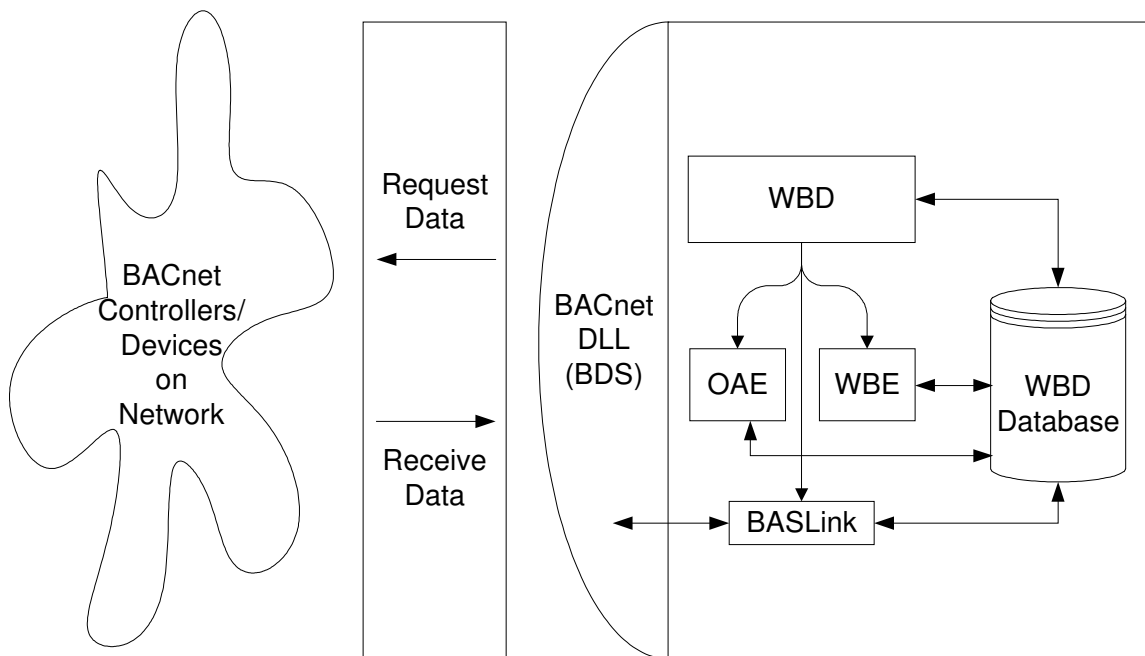 BACnet
Controllers/
Devices
on
Network
Request
Data
Receive
Data
BACnet
DLL
(BDS)
WBD
OAE
WBE
BASLink
WBD
Database